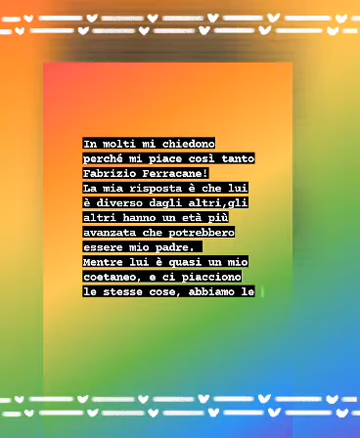 In molti mi chiedono
perché mi piace così tanto
Fabrizio Ferracane!
La mia risposta è che lui
è diverso dagli altri,gli
altri hanno un età più
avanzata che potrebbero
essere mio padre.
Mentre lui è quasi un mio
coetaneo, e ci piacciono
le stesse cose, abbiamo le